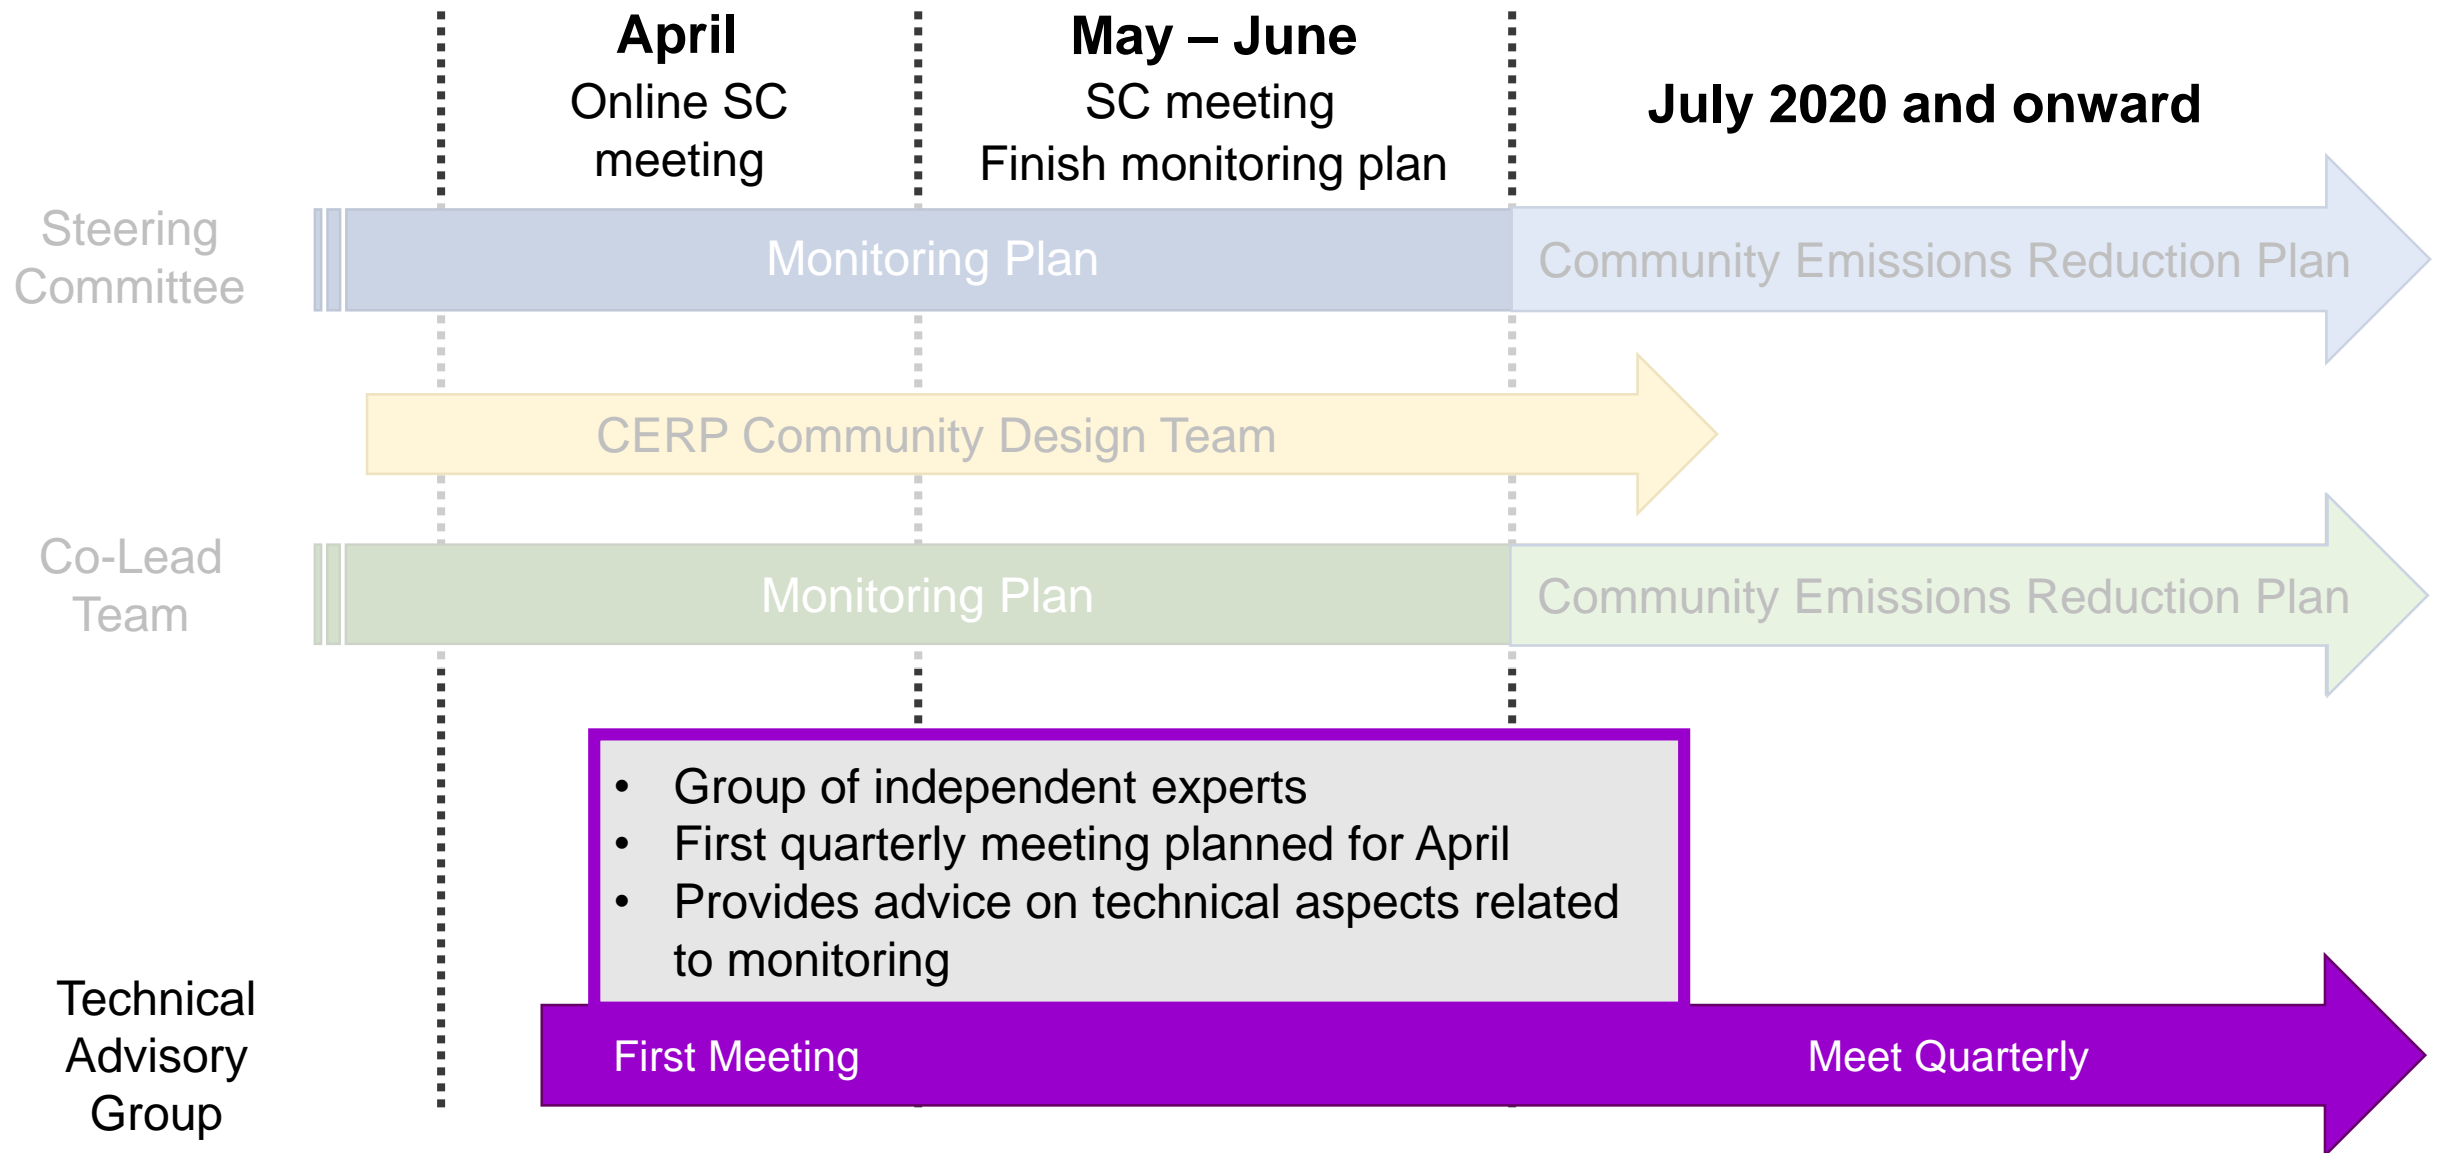 April
Online SC
meeting
May – June
SC meeting
Finish monitoring plan
July 2020 and onward
Steering
Committee
Monitoring Plan
Community Emissions Reduction Plan
CERP Community Design Team
Co-Lead
Team
Monitoring Plan
Community Emissions Reduction Plan
• Group of independent experts
• First quarterly meeting planned for April
• Provides advice on technical aspects related
to monitoring
Technical
Advisory
Group
First Meeting
Meet Quarterly